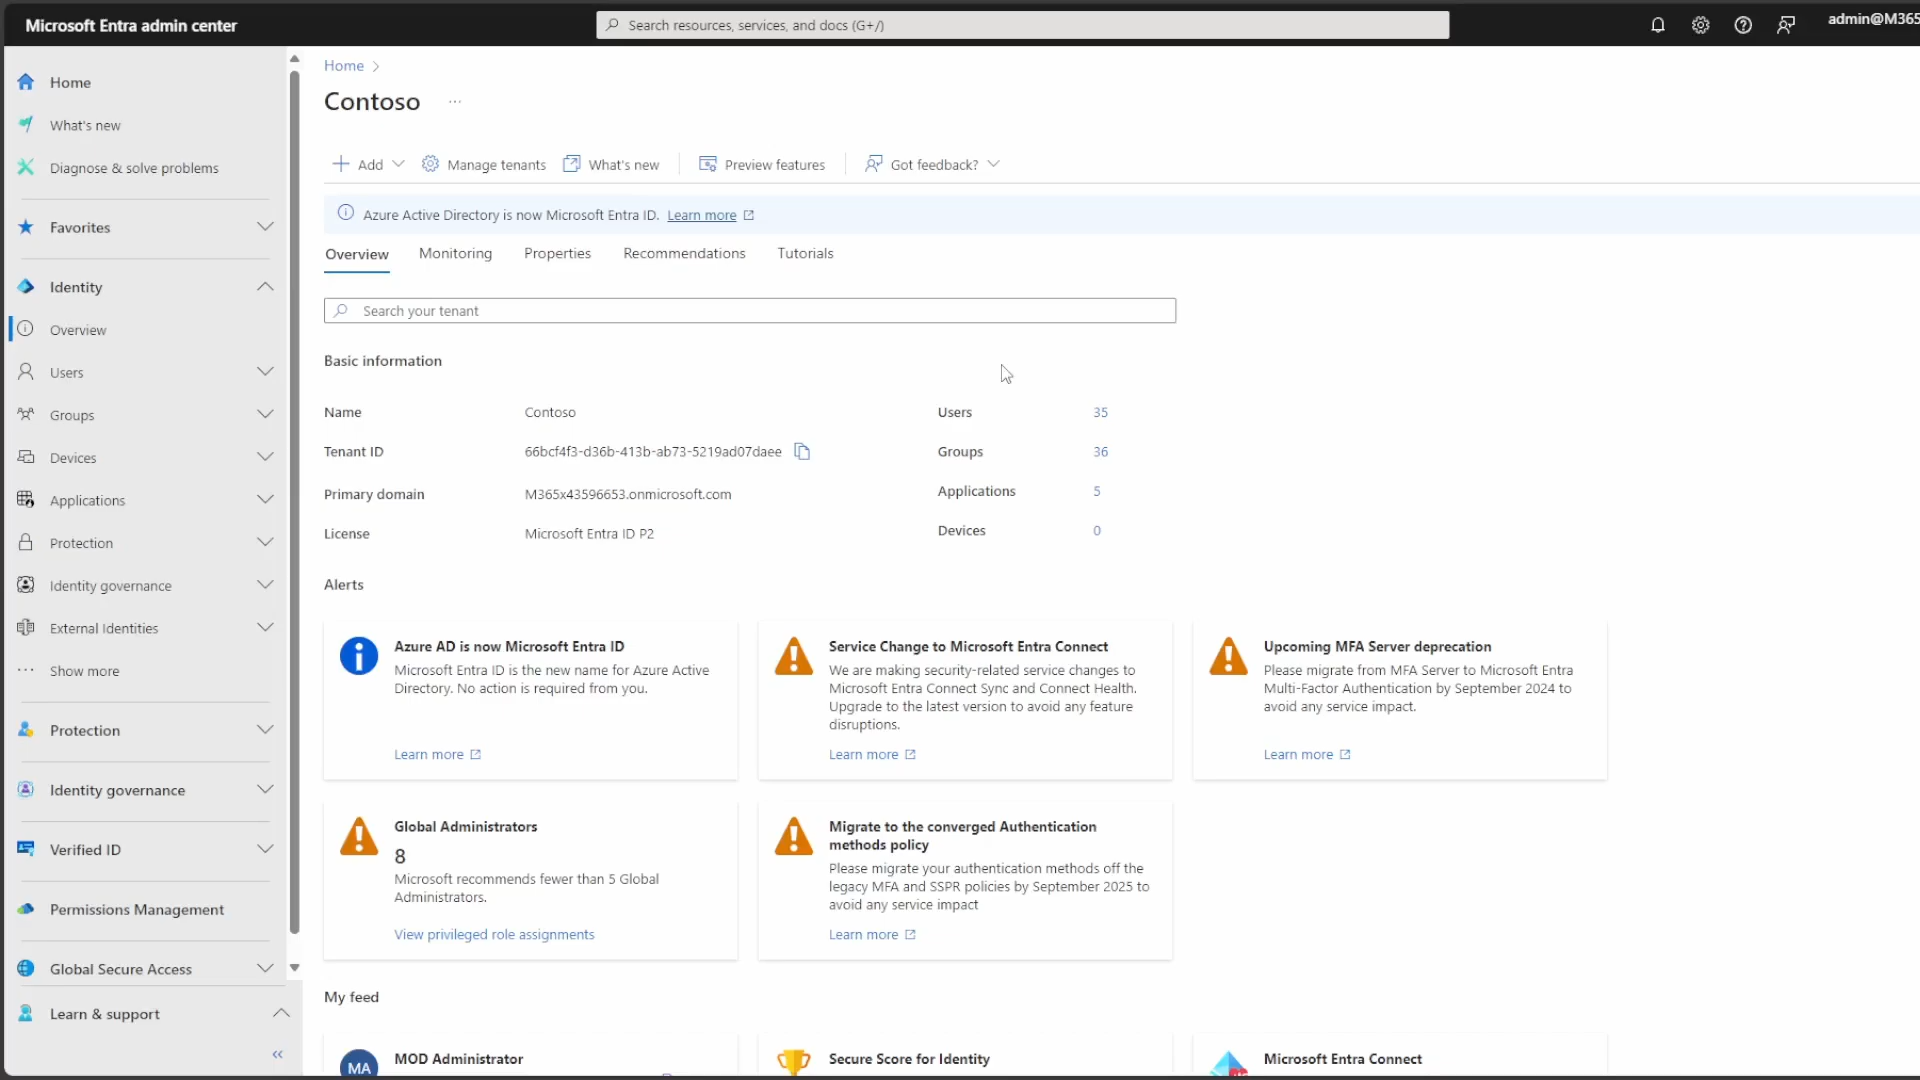 Microsoft Entra admin center
Search resources, services, and docs (G+/)
admin@M365
Home
What's new
Diagnose & solve problems
Favorites
Identity
Overview
Users
Groups
Devices
Applications
Protection
Identity governance
External Identities
Show more
Protection
Identity governance
Verified ID
Permissions Management
Global Secure Access
Learn & support
Home
Contoso
Add
Manage tenants
What's new
Preview features
Got feedback?
Azure Active Directory is now Microsoft Entra ID. Learn more
Overview
Monitoring
Properties
Recommendations
Tutorials
Search your tenant
Basic information
Name Contoso
Tenant ID 66bcf4f3-d36b-413b-ab73-5219ad07daee
Primary domain M365x43596653.onmicrosoft.com
License Microsoft Entra ID P2
Users 35
Groups 36
Applications 5
Devices 0
Alerts
Azure AD is now Microsoft Entra ID
Microsoft Entra ID is the new name for Azure Active
Directory. No action is required from you.
Learn more
Service Change to Microsoft Entra Connect
We are making security-related service changes to
Microsoft Entra Connect Sync and Connect Health.
Upgrade to the latest version to avoid any feature
disruptions.
Learn more
Upcoming MFA Server deprecation
Please migrate from MFA Server to Microsoft Entra
Multi-Factor Authentication by September 2024 to
avoid any service impact.
Learn more
Global Administrators
8
Microsoft recommends fewer than 5 Global
Administrators.
View privileged role assignments
Migrate to the converged Authentication
methods policy
Please migrate your authentication methods off the
legacy MFA and SSPR policies by September 2025 to
avoid any service impact
Learn more
My feed
MA
MOD Administrator
Secure Score for Identity
Microsoft Entra Connect